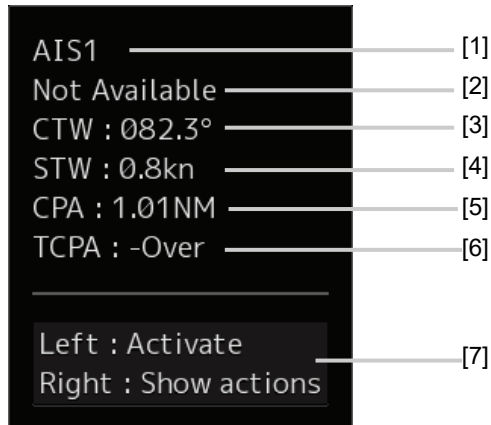 AIS1 [1]
Not Available [2]
CTW : 082.3° [3]
STW : 0.8kn [4]
CPA : 1.01NM [5]
TCPA : -Over [6]
Left : Activate
Right : Show actions [7]